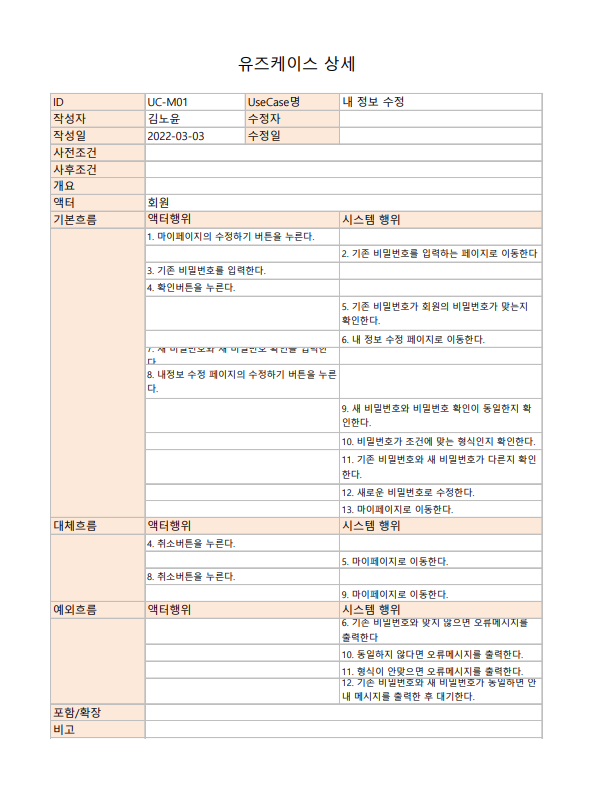 유즈케이스 상세
ID UC-M01 UseCase명 내 정보 수정
작성자 김노윤 수정자
작성일 2022-03-03 수정일
사전조건
사후조건
개요
액터 회원
기본흐름 액터행위 시스템 행위
1. 마이페이지의 수정하기 버튼을 누른다.
2. 기존 비밀번호를 입력하는 페이지로 이동한다
3. 기존 비밀번호를 입력한다.
4. 확인버튼을 누른다.
5. 기존 비밀번호가 회원의 비밀번호가 맞는지
확인한다.
6. 내 정보 수정 페이지로 이동한다.
7. 새 비밀번호와 새 비밀번호 확인을 입력한
다
8. 내정보 수정 페이지의 수정하기 버튼을 누른
다.
9. 새 비밀번호와 비밀번호 확인이 동일한지 확
인한다.
10. 비밀번호가 조건에 맞는 형식인지 확인한다.
11. 기존 비밀번호와 새 비밀번호가 다른지 확인
한다.
12. 새로운 비밀번호로 수정한다.
13. 마이페이지로 이동한다.
대체흐름 액터행위 시스템 행위
4. 취소버튼을 누른다.
5. 마이페이지로 이동한다.
8. 취소버튼을 누른다.
9. 마이페이지로 이동한다.
예외흐름 액터행위 시스템 행위
6. 기존 비밀번호와 맞지 않으면 오류메시지를
출력한다
10. 동일하지 않다면 오류메시지를 출력한다.
11. 형식이 안맞으면 오류메시지를 출력한다.
12. 기존 비밀번호와 새 비밀번호가 동일하면 안
내 메시지를 출력한 후 대기한다.
포함/확장
비고